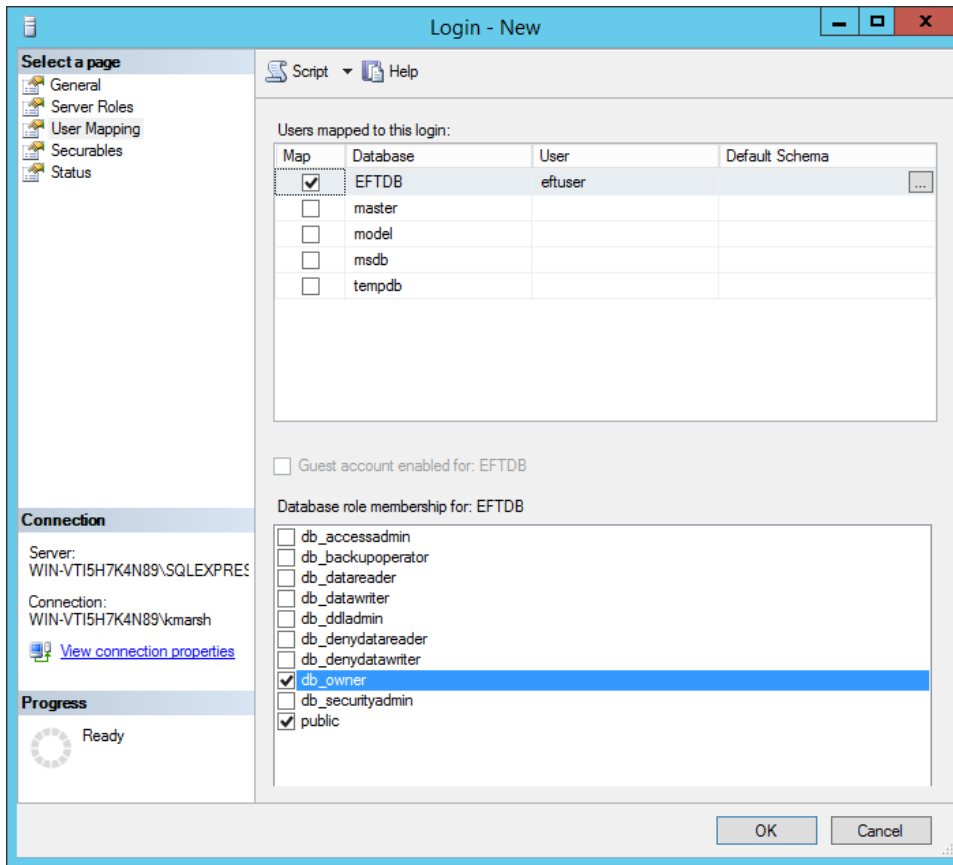 Login - New
Select a page
General
Server Roles
User Mapping
Securables
Status
Script Help
Users mapped to this login:
Map Database User Default Schema
EFTDB eftuser ...
master
model
msdb
tempdb
Guest account enabled for: EFTDB
Database role membership for: EFTDB
db_accessadmin
db_backupoperator
db_datareader
db_datawriter
db_ddladmin
db_denydatareader
db_denydatawriter
db_owner
db_securityadmin
public
Connection
Server:
WIN-VTI5H7K4N89\SQLEXPRES
Connection:
WIN-VTI5H7K4N89\kmarsh
View connection properties
Progress
Ready
OK Cancel